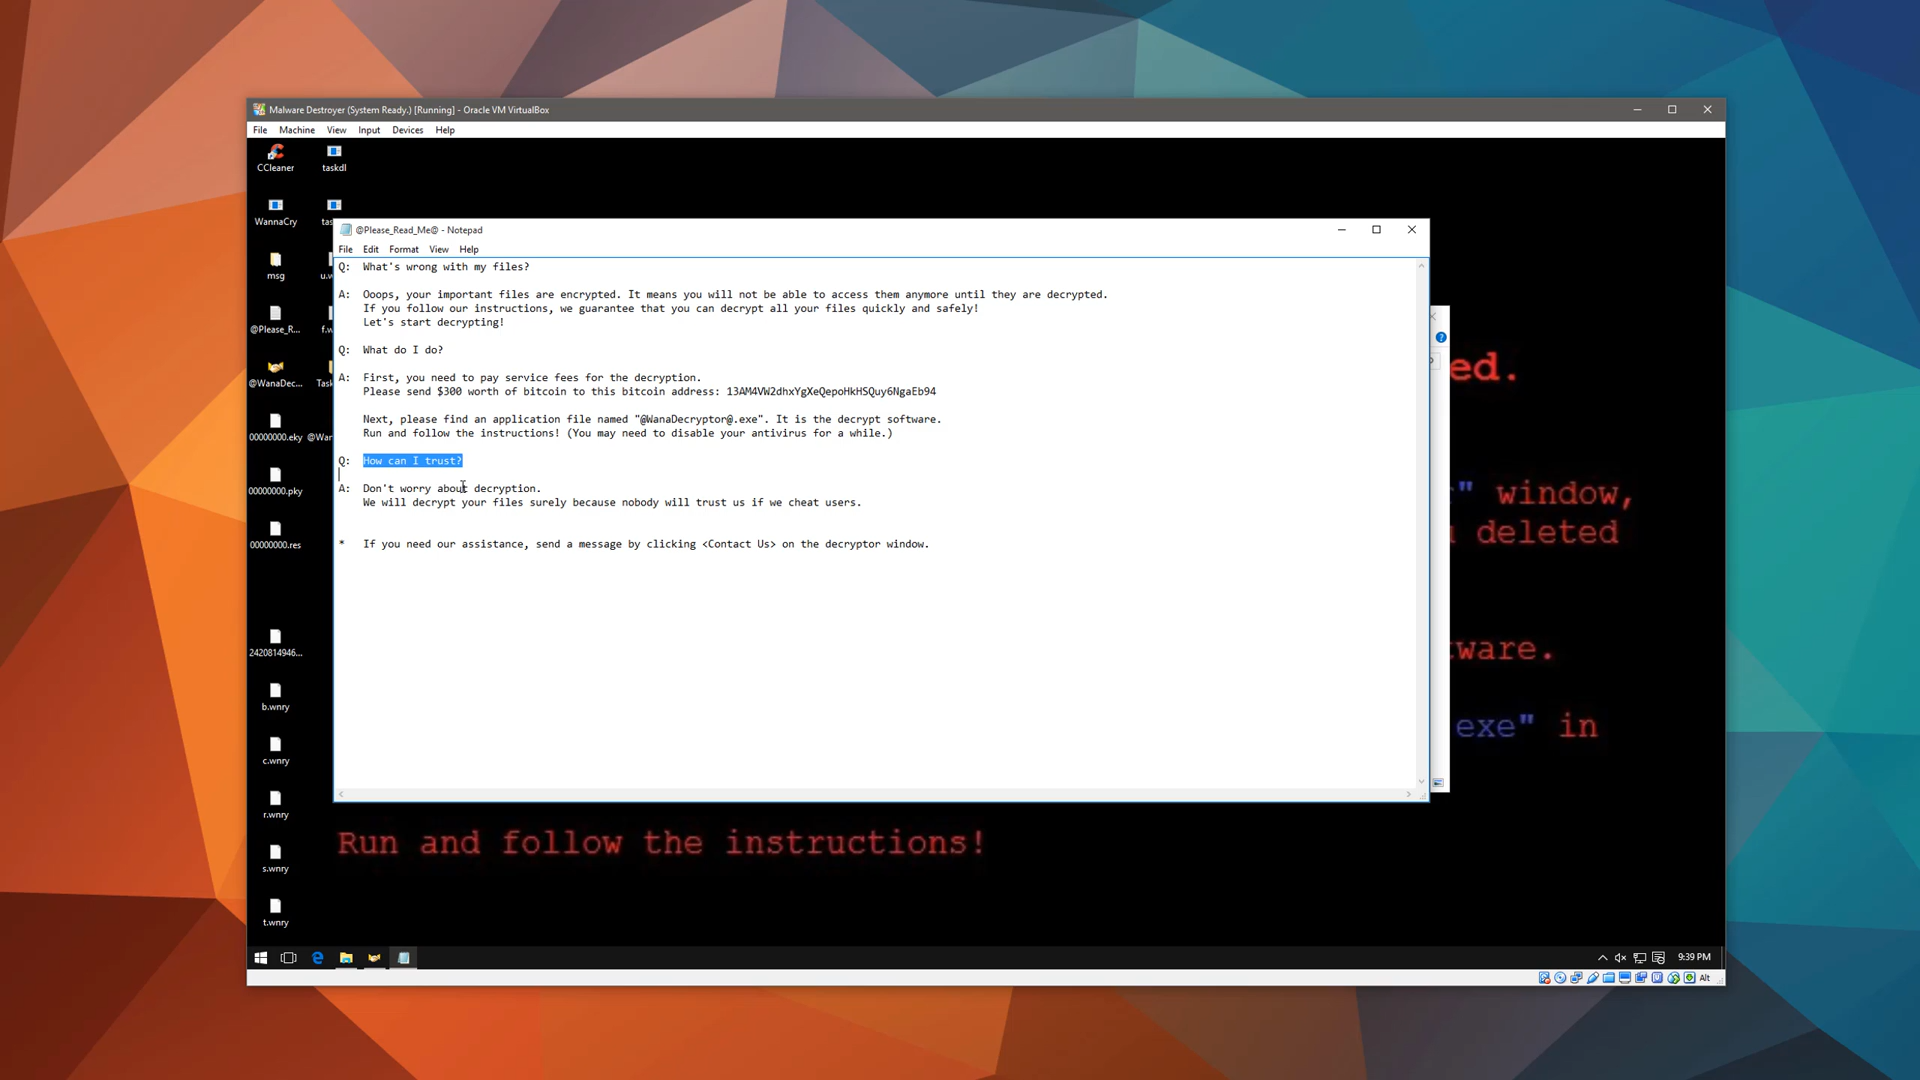 Malware Destroyer (System Ready.) [Running] - Oracle VM VirtualBox
File Machine View Input Devices Help
CCleaner
taskdl
WannaCry
tas
msg
u.w
@Please_R...
f.w
@WanaDec...
Task
00000000.eky
@War
00000000.pky
00000000.res
2420814946...
b.wnry
c.wnry
r.wnry
s.wnry
t.wnry
@Please_Read_Me@ - Notepad
File Edit Format View Help
Q: What's wrong with my files?
A: Ooops, your important files are encrypted. It means you will not be able to access them anymore until they are decrypted.
If you follow our instructions, we guarantee that you can decrypt all your files quickly and safely!
Let's start decrypting!
Q: What do I do?
A: First, you need to pay service fees for the decryption.
Please send $300 worth of bitcoin to this bitcoin address: 13AM4VW2dhxYgXeQepoHkHSQuy6NgaEb94
Next, please find an application file named "@WanaDecryptor@.exe". It is the decrypt software.
Run and follow the instructions! (You may need to disable your antivirus for a while.)
Q: How can I trust?
A: Don't worry about decryption.
We will decrypt your files surely because nobody will trust us if we cheat users.
* If you need our assistance, send a message by clicking <Contact Us> on the decryptor window.
ed.
" window,
deleted
tware.
exe" in
Run and follow the instructions!
9:39 PM
Alt